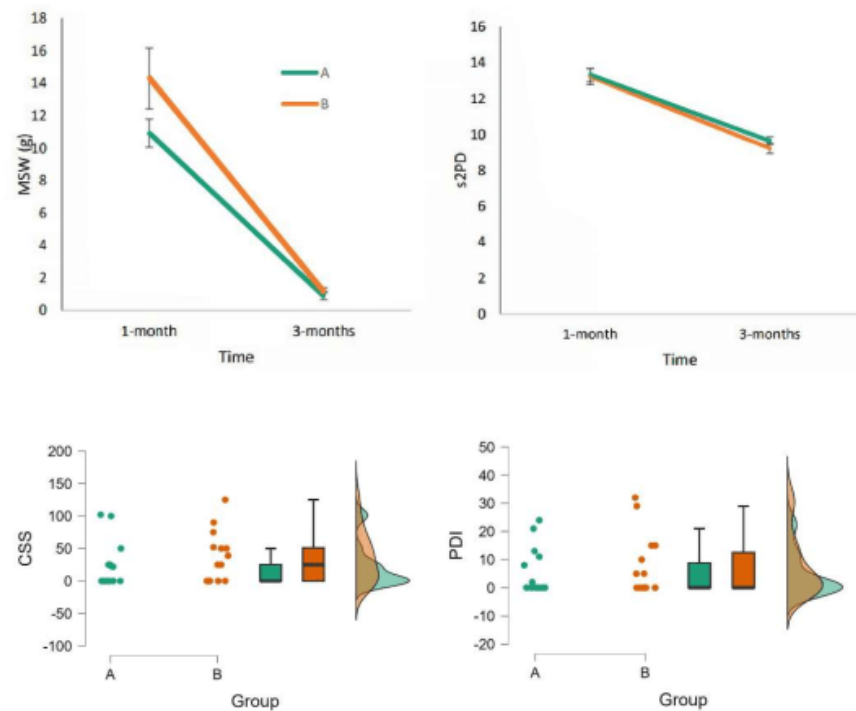 18
16
14
12
10
8
6
4
2
0
MSW (g)
A
B
1-month
3-months
Time
16
14
12
10
8
6
4
2
0
s2PD
1-month
3-months
Time
200
150
100
50
0
-50
-100
CSS
A
B
Group
50
40
30
20
10
0
-10
-20
PDI
A
B
Group